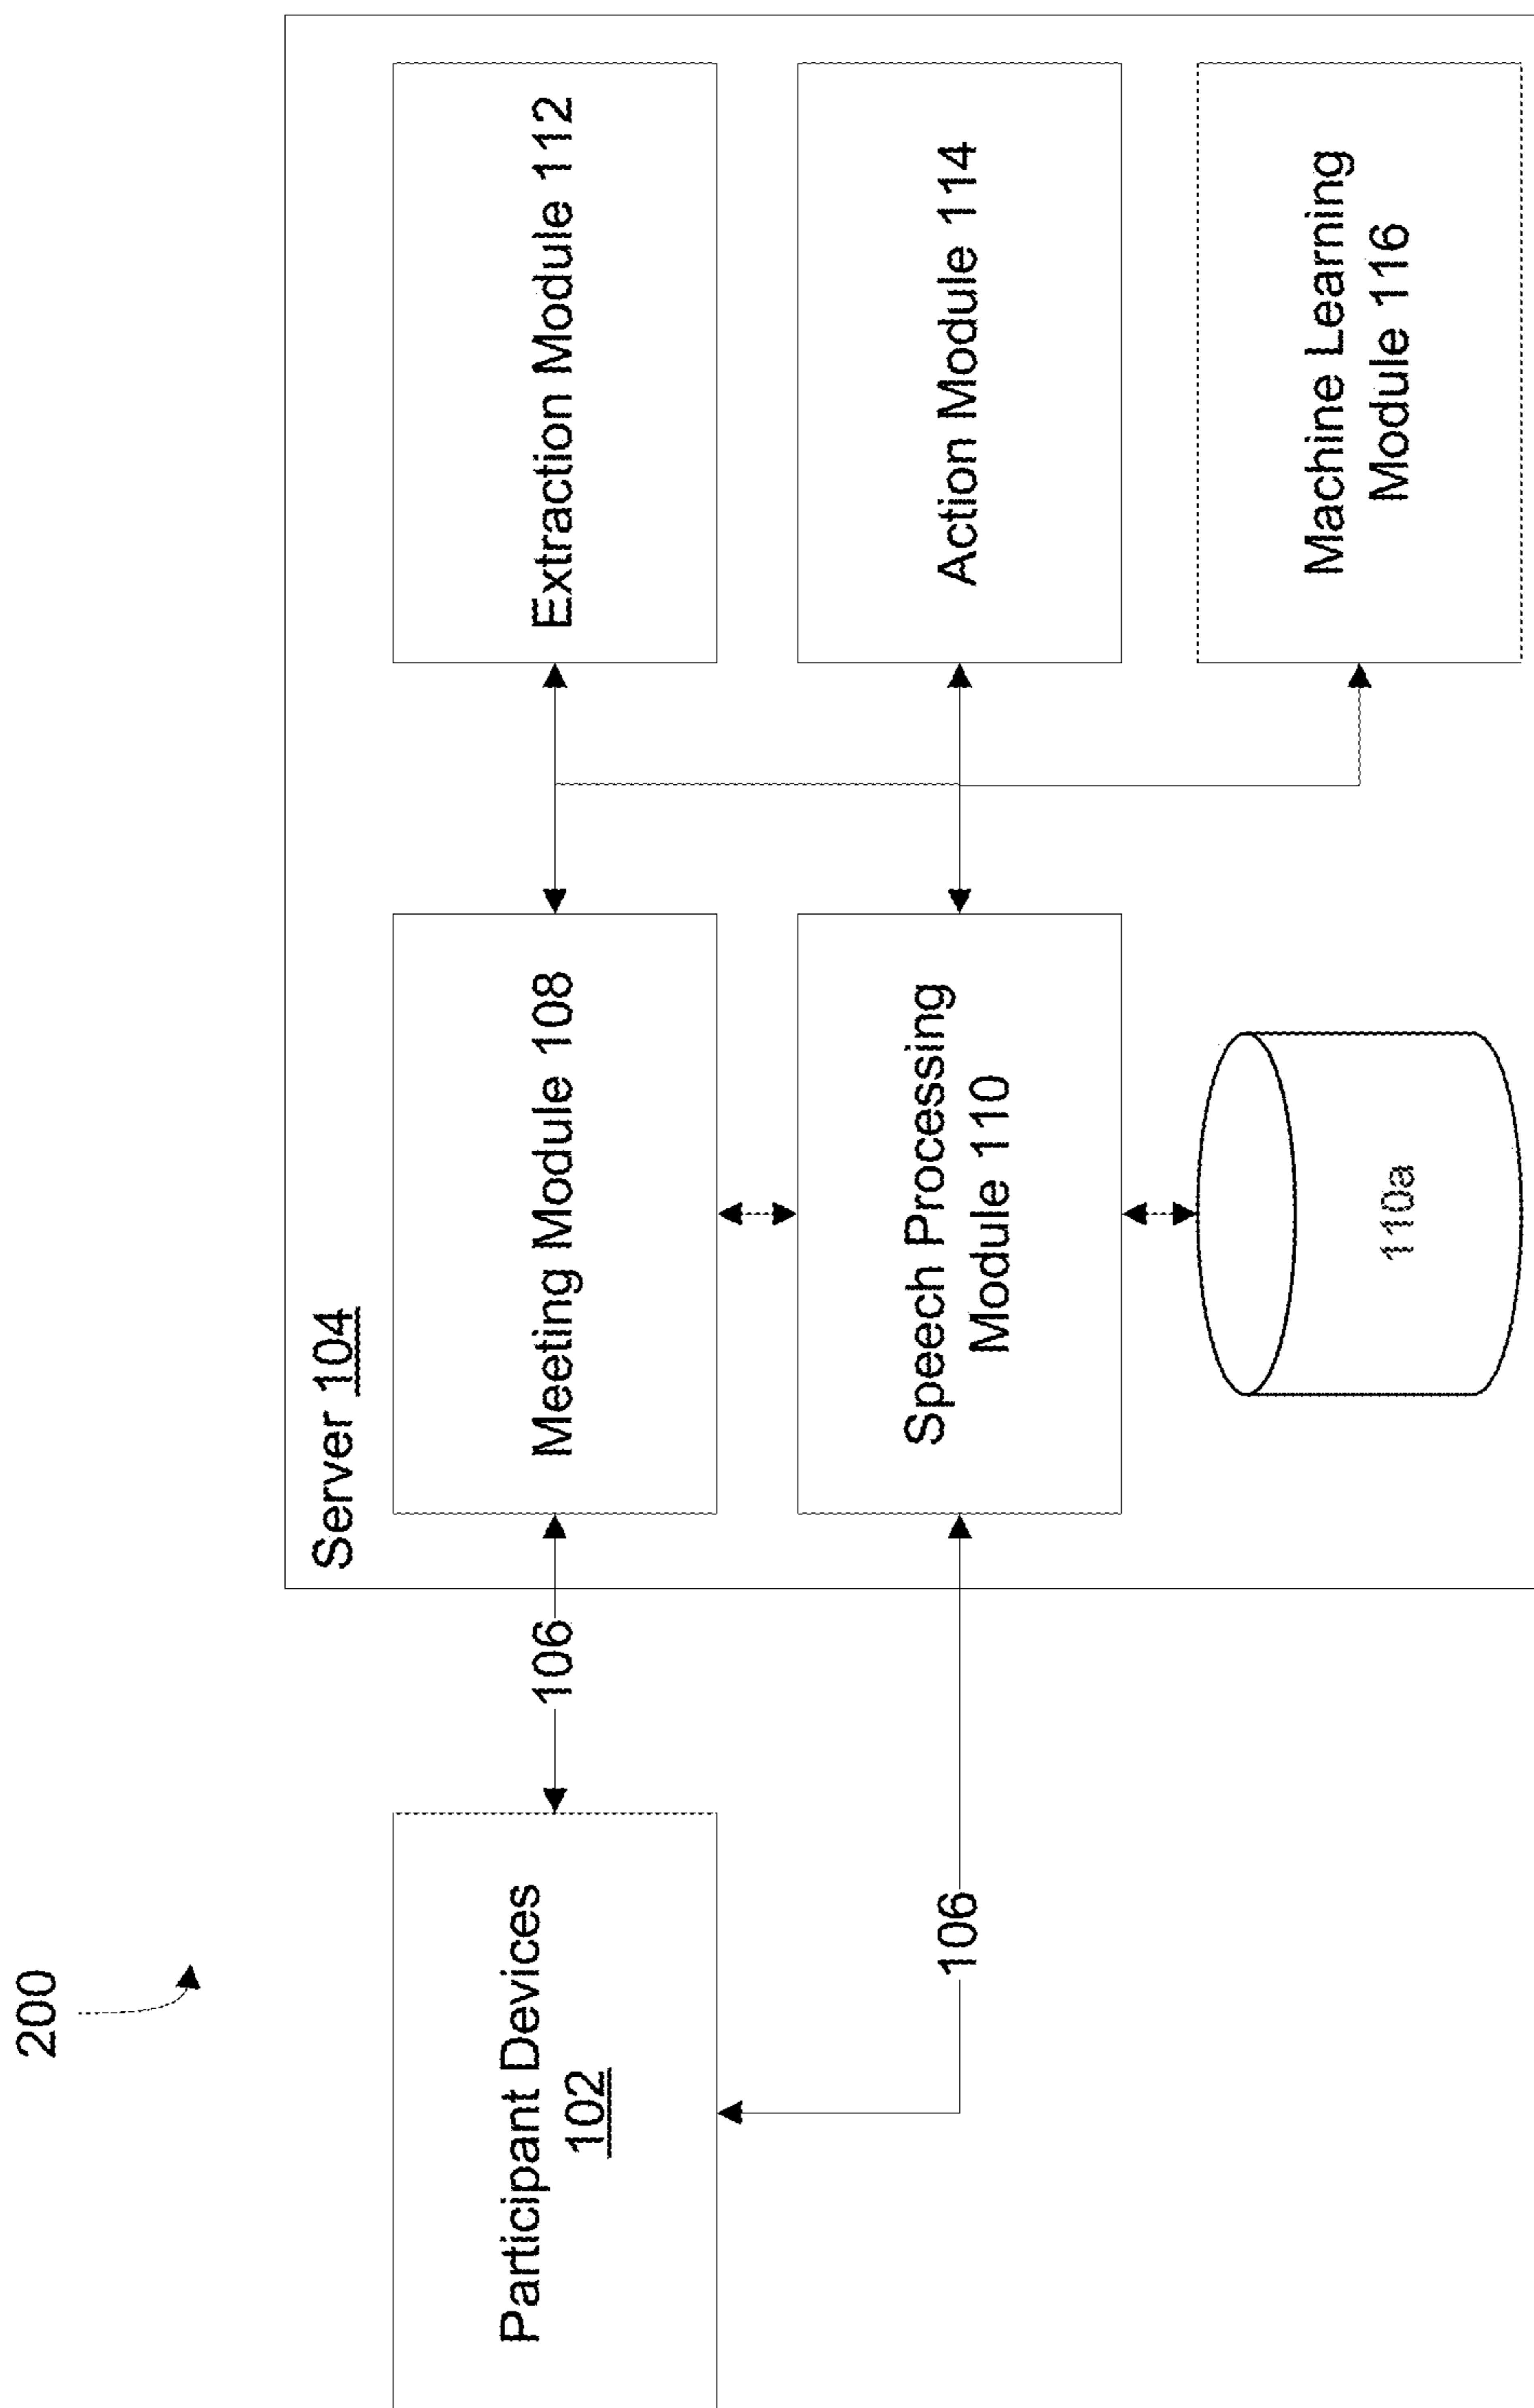 200
Participant Devices
102
106
106
Server 104
Meeting Module 108
Speech Processing
Module 110
110a
Extraction Module 112
Action Module 114
Machine Learning
Module 116